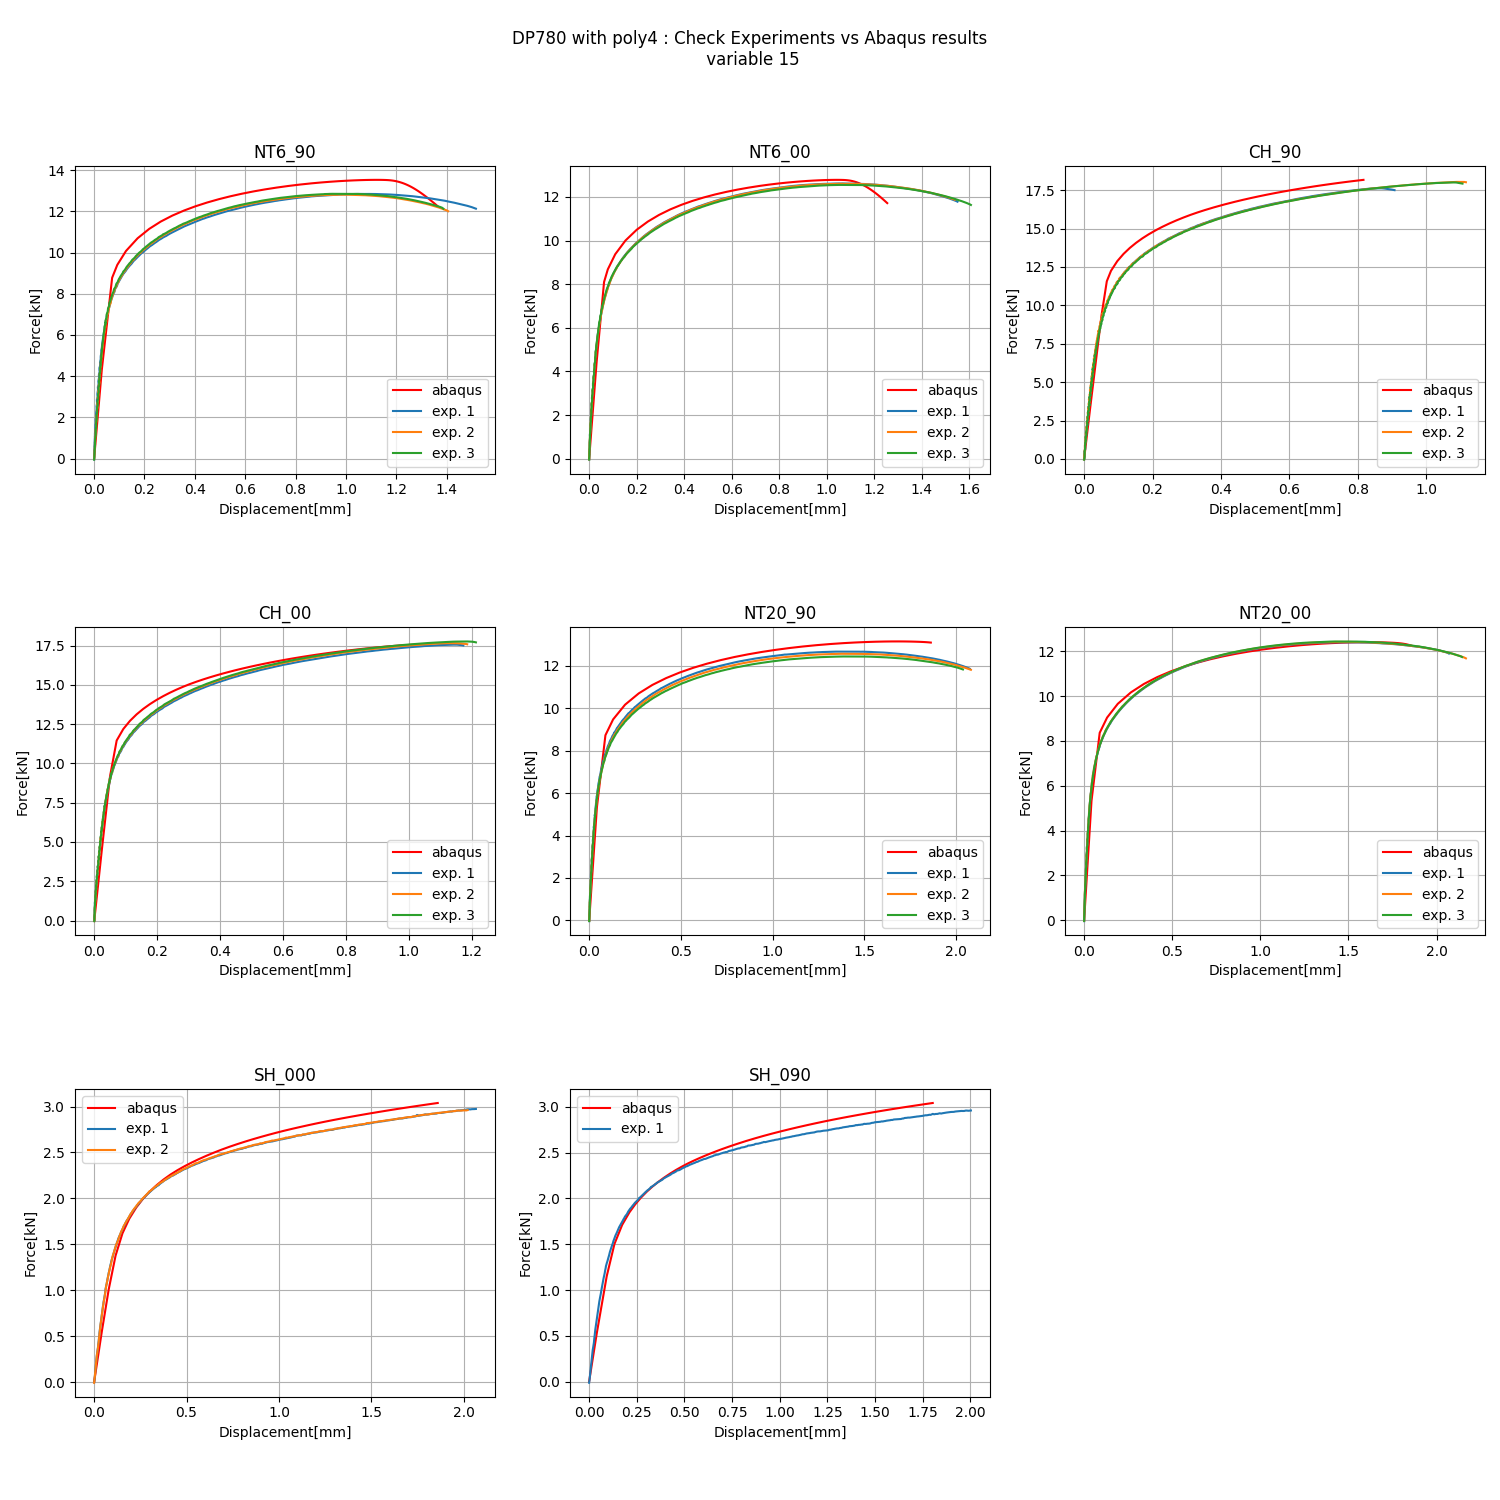 DP780 with poly4 : Check Experiments vs Abaqus results
variable 15
NT6_90
14
12
10
8
6
4
2
0
Force[kN]
0.0 0.2 0.4 0.6 0.8 1.0 1.2 1.4
Displacement[mm]
abaqus
exp. 1
exp. 2
exp. 3
NT6_00
12
10
8
6
4
2
0
Force[kN]
0.0 0.2 0.4 0.6 0.8 1.0 1.2 1.4 1.6
Displacement[mm]
abaqus
exp. 1
exp. 2
exp. 3
CH_90
17.5
15.0
12.5
10.0
7.5
5.0
2.5
0.0
Force[kN]
0.0 0.2 0.4 0.6 0.8 1.0
Displacement[mm]
abaqus
exp. 1
exp. 2
exp. 3
CH_00
17.5
15.0
12.5
10.0
7.5
5.0
2.5
0.0
Force[kN]
0.0 0.2 0.4 0.6 0.8 1.0 1.2
Displacement[mm]
abaqus
exp. 1
exp. 2
exp. 3
NT20_90
12
10
8
6
4
2
0
Force[kN]
0.0 0.5 1.0 1.5 2.0
Displacement[mm]
abaqus
exp. 1
exp. 2
exp. 3
NT20_00
12
10
8
6
4
2
0
Force[kN]
0.0 0.5 1.0 1.5 2.0
Displacement[mm]
abaqus
exp. 1
exp. 2
exp. 3
SH_000
3.0
2.5
2.0
1.5
1.0
0.5
0.0
Force[kN]
0.0 0.5 1.0 1.5 2.0
Displacement[mm]
abaqus
exp. 1
exp. 2
SH_090
3.0
2.5
2.0
1.5
1.0
0.5
0.0
Force[kN]
0.00 0.25 0.50 0.75 1.00 1.25 1.50 1.75 2.00
Displacement[mm]
abaqus
exp. 1